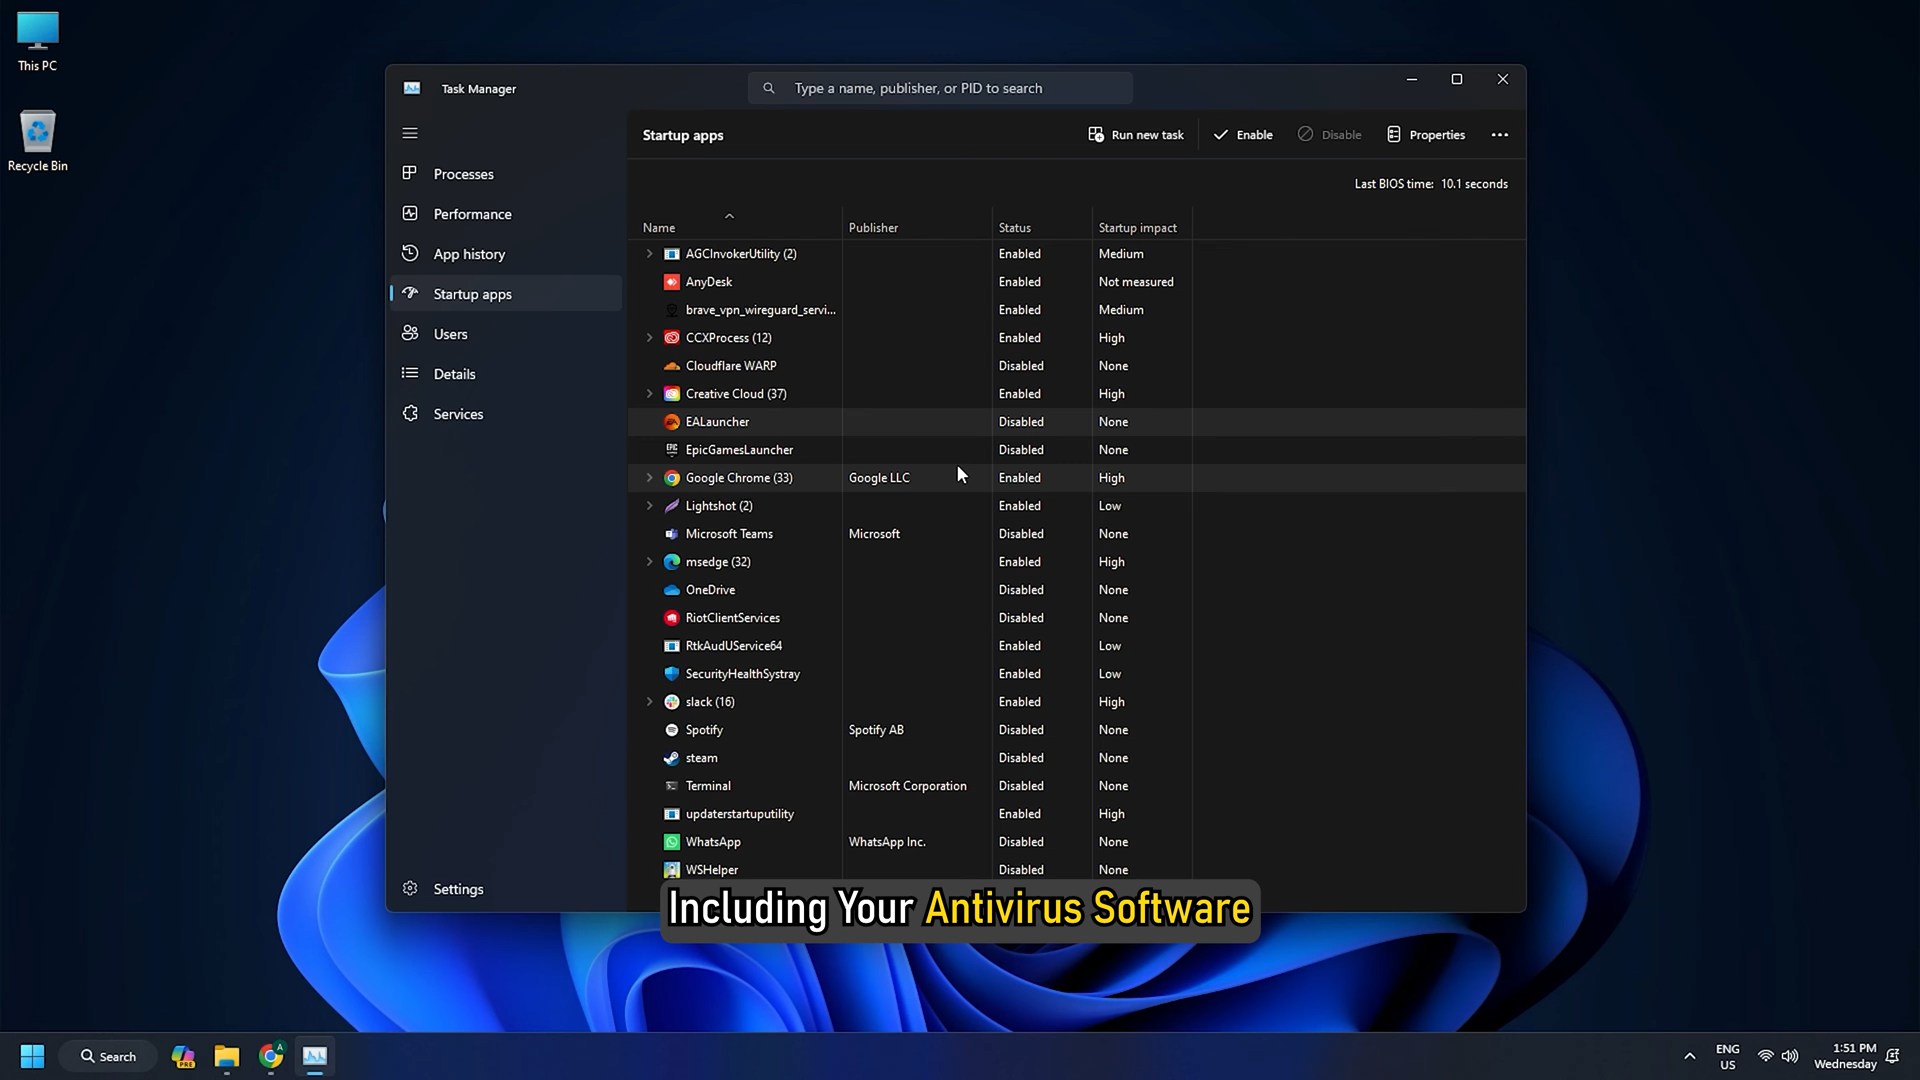 This PC
Recycle Bin
Task Manager
Type a name, publisher, or PID to search
Processes
Performance
App history
Startup apps
Users
Details
Services
Settings
Startup apps
Run new task
Enable
Disable
Properties
Last BIOS time: 10.1 seconds
Name Publisher Status Startup impact
AGCInvokerUtility (2) Enabled Medium
AnyDesk Enabled Not measured
brave_vpn_wireguard_servi... Enabled Medium
CCXProcess (12) Enabled High
Cloudflare WARP Disabled None
Creative Cloud (37) Enabled High
EALauncher Disabled None
EpicGamesLauncher Disabled None
Google Chrome (33) Google LLC Enabled High
Lightshot (2) Enabled Low
Microsoft Teams Microsoft Disabled None
msedge (32) Enabled High
OneDrive Disabled None
RiotClientServices Disabled None
RtkAudUService64 Enabled Low
SecurityHealthSystray Enabled Low
slack (16) Enabled High
Spotify Spotify AB Disabled None
steam Disabled None
Terminal Microsoft Corporation Disabled None
updaterstartuputility Enabled High
WhatsApp WhatsApp Inc. Disabled None
WSHelper Disabled None
Including Your Antivirus Software
Search
PRE
A
ENG
US
1:51 PM
Wednesday